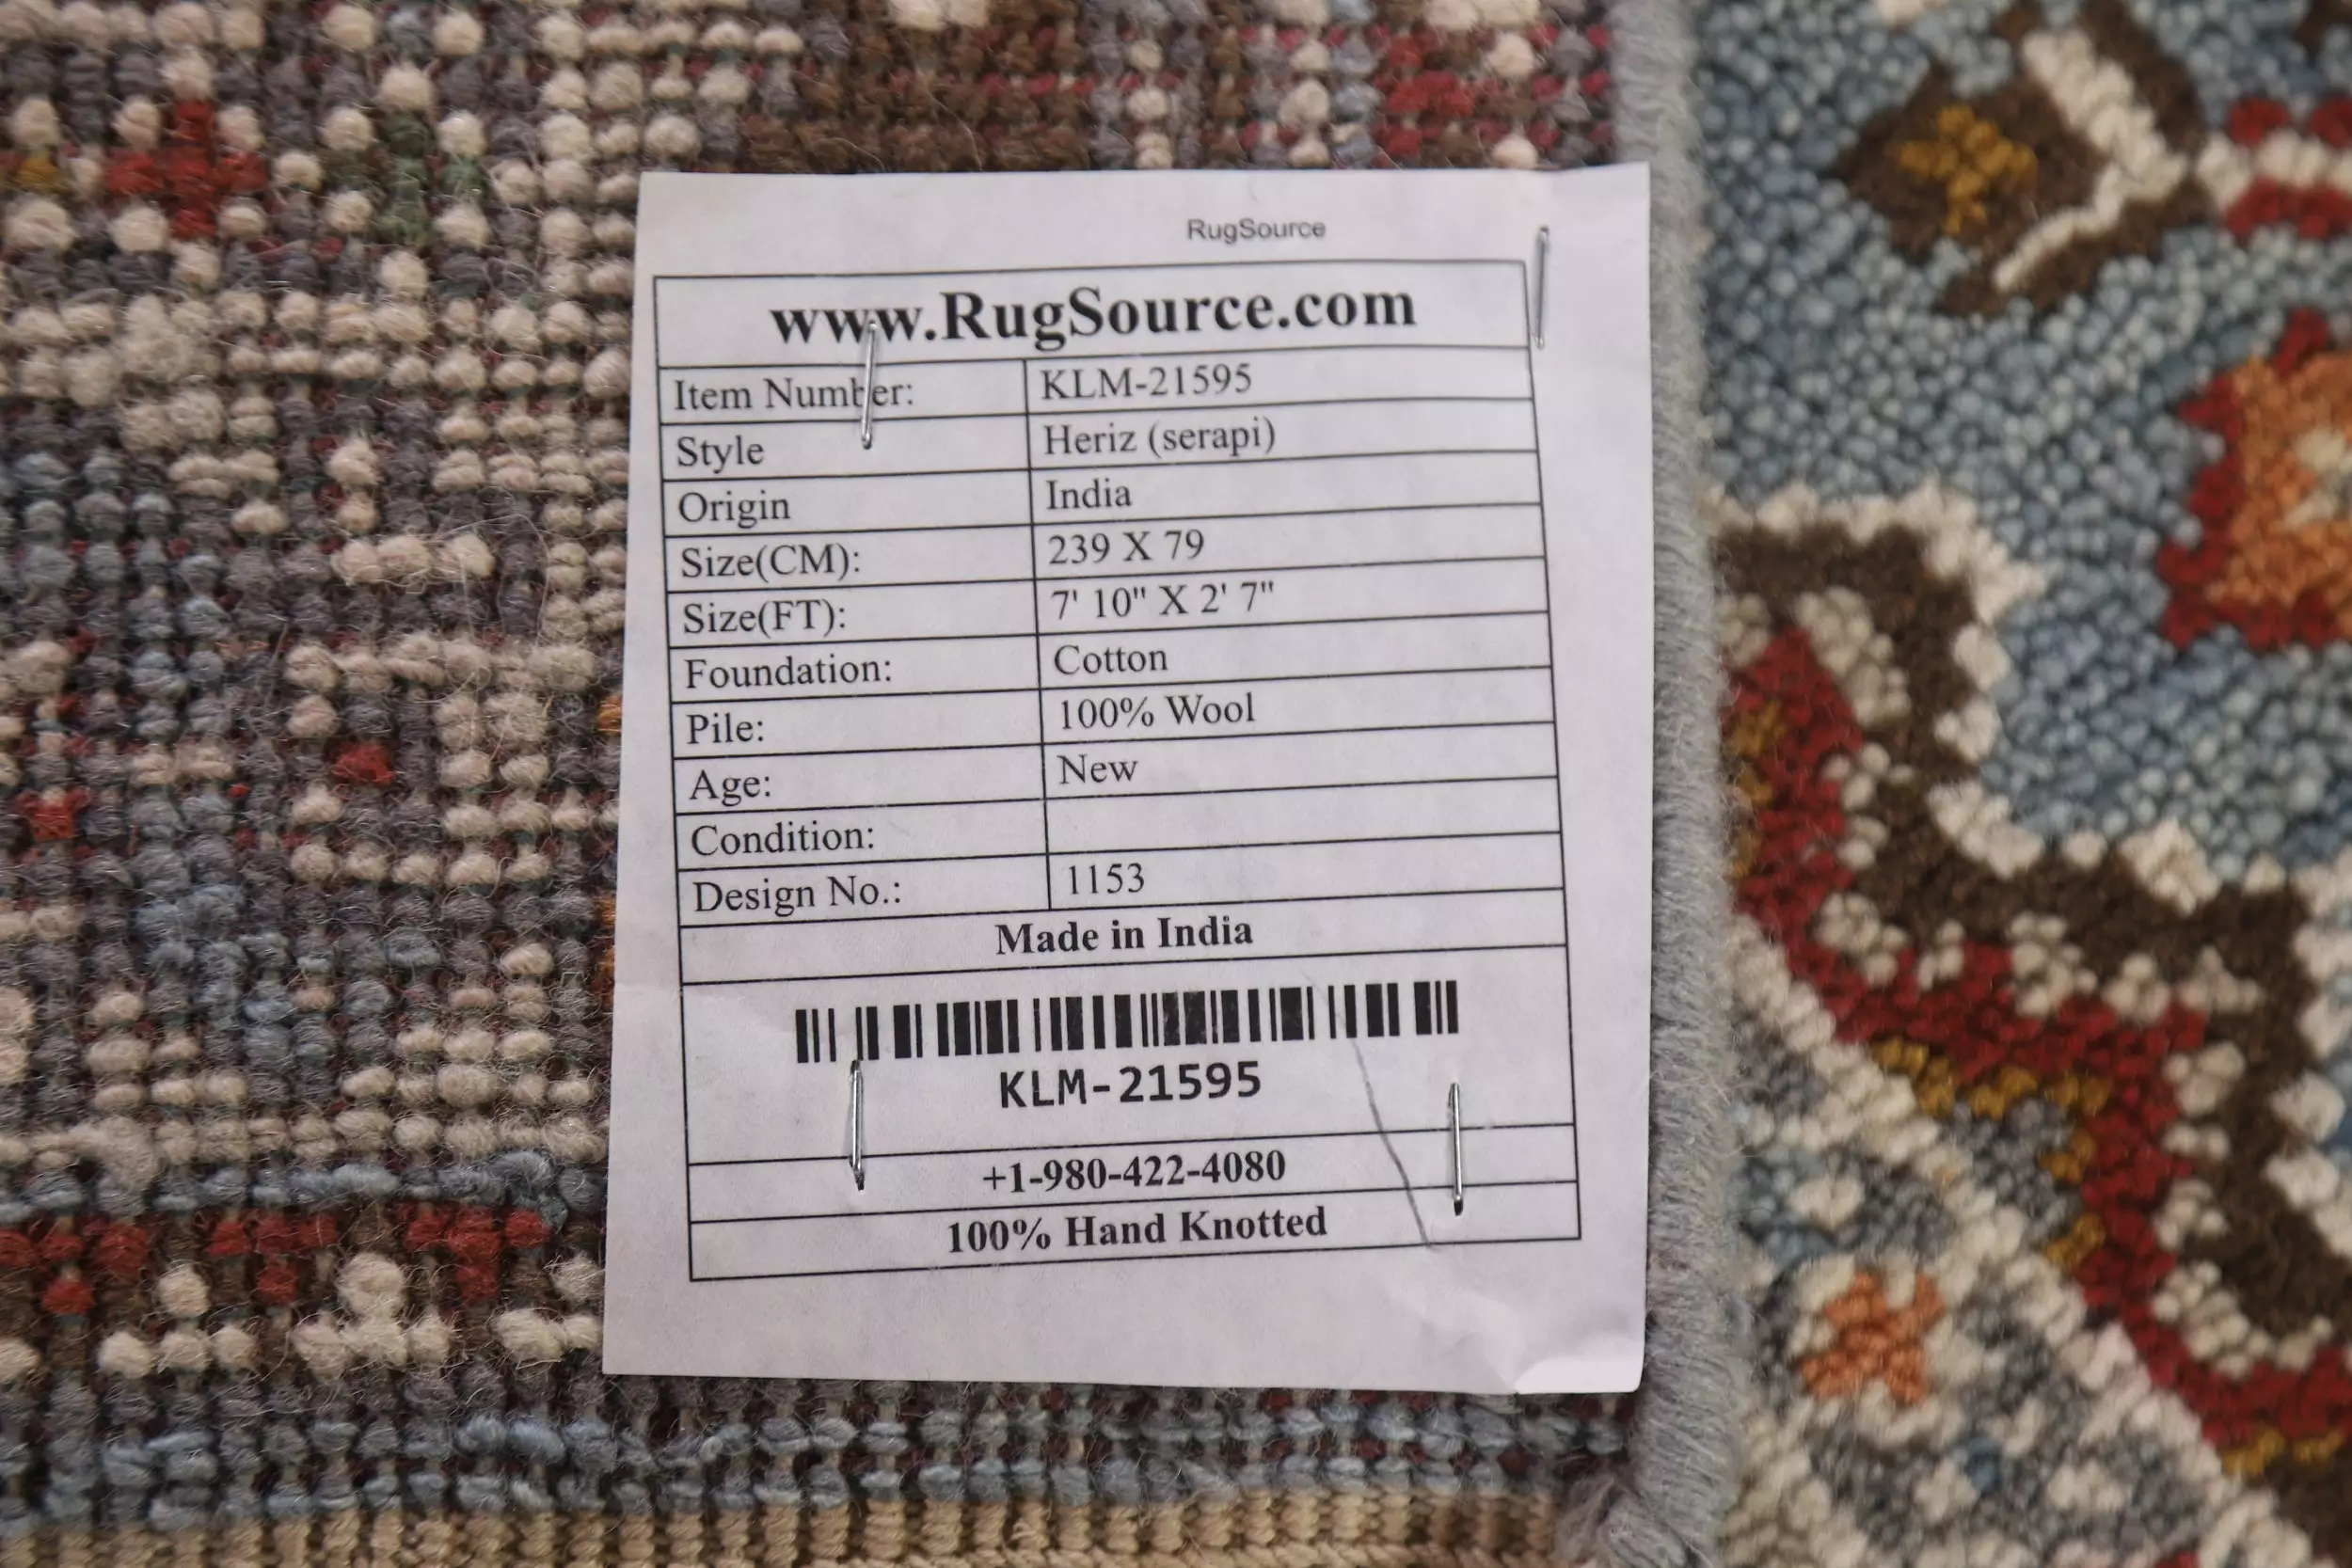 RugSource
www.RugSource.com
Item Number: KLM-21595
Style Heriz (serapi)
Origin India
Size(CM): 239 X 79
Size(FT): 7' 10" X 2' 7"
Foundation: Cotton
Pile: 100% Wool
Age: New
Condition:
Design No.: 1153
Made in India
KLM-21595
+1-980-422-4080
100% Hand Knotted